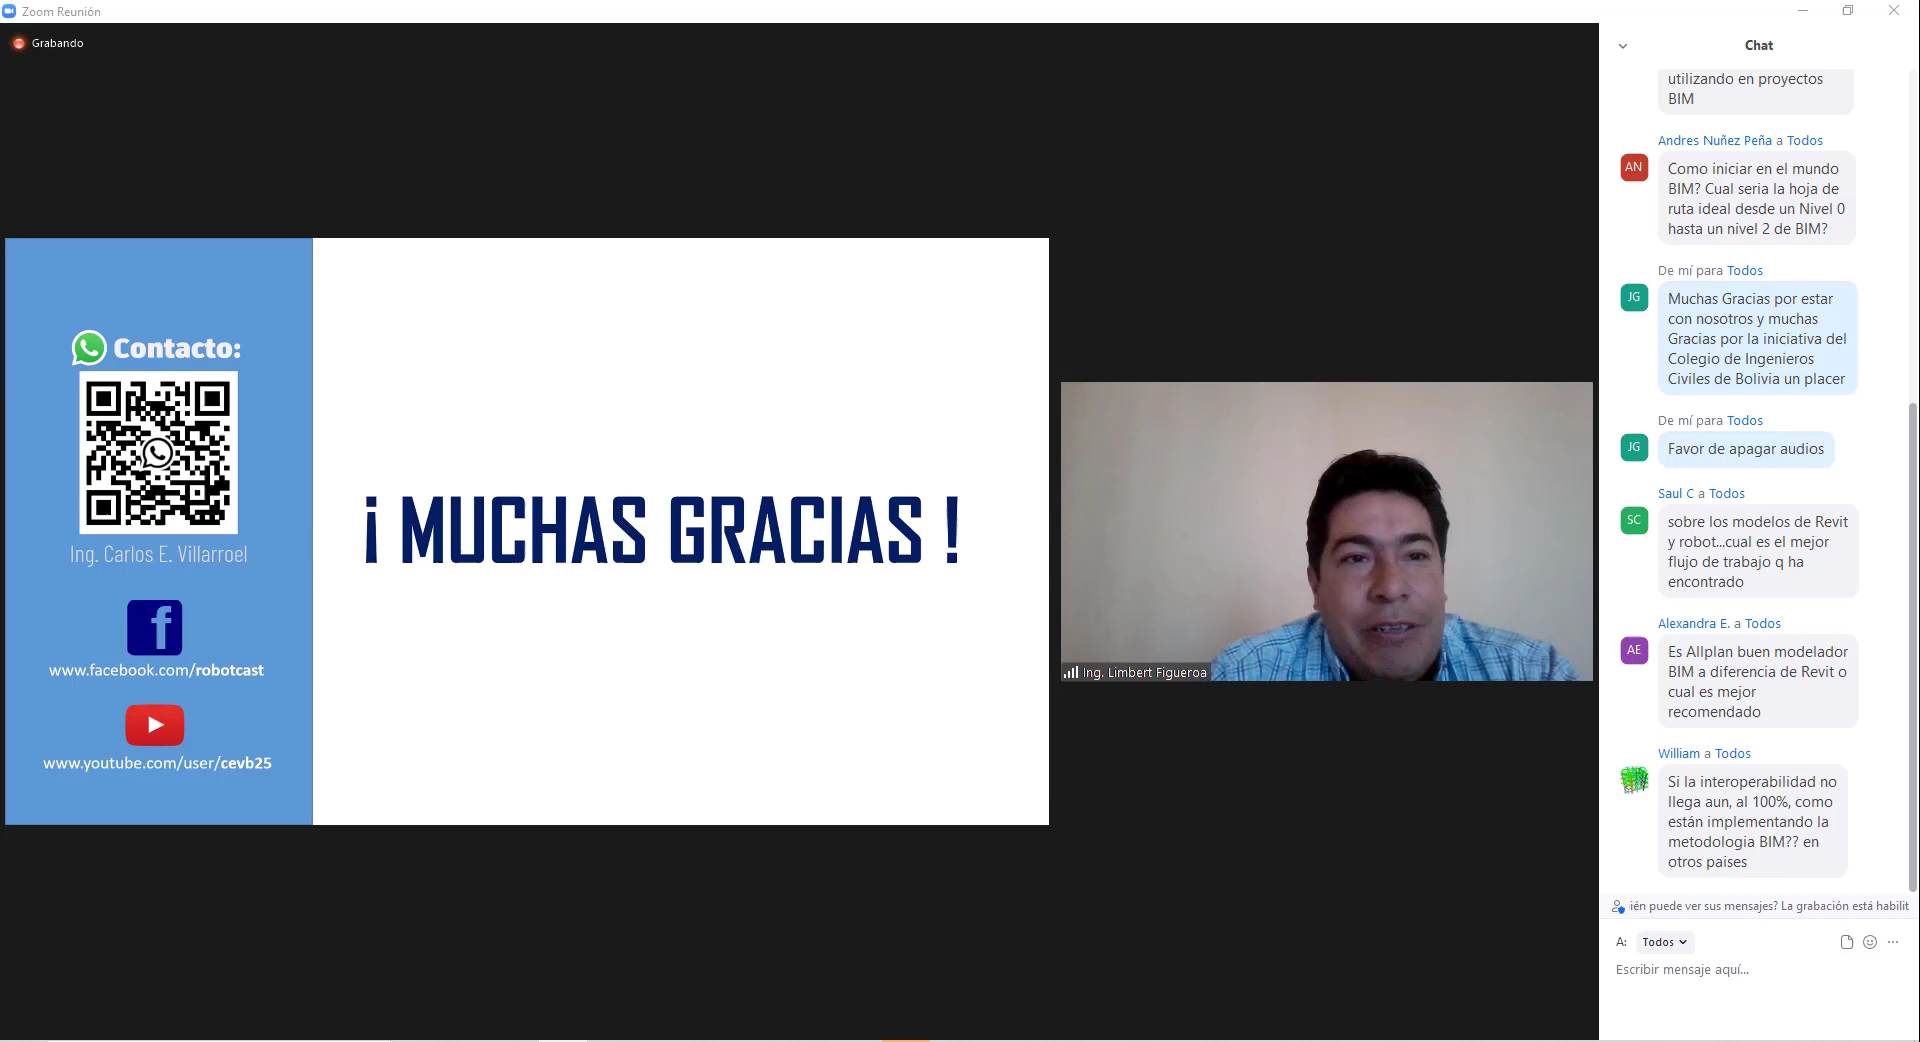 Zoom Reunión
Grabando
Contacto:
Ing. Carlos E. Villarroel
f
www.facebook.com/robotcast
www.youtube.com/user/cevb25
¡ MUCHAS GRACIAS !
Ing. Limbert Figueroa
Chat
utilizando en proyectos
BIM
Andres Nuñez Peña a Todos
AN
Como iniciar en el mundo
BIM? Cual seria la hoja de
ruta ideal desde un Nivel 0
hasta un nivel 2 de BIM?
De mí para Todos
JG
Muchas Gracias por estar
con nosotros y muchas
Gracias por la iniciativa del
Colegio de Ingenieros
Civiles de Bolivia un placer
De mí para Todos
JG
Favor de apagar audios
Saul C a Todos
SC
sobre los modelos de Revit
y robot...cual es el mejor
flujo de trabajo q ha
encontrado
Alexandra E. a Todos
AE
Es Allplan buen modelador
BIM a diferencia de Revit o
cual es mejor
recomendado
William a Todos
Si la interoperabilidad no
llega aun, al 100%, como
están implementando la
metodologia BIM?? en
otros paises
ién puede ver sus mensajes? La grabación está habilit
A: Todos
Escribir mensaje aquí...